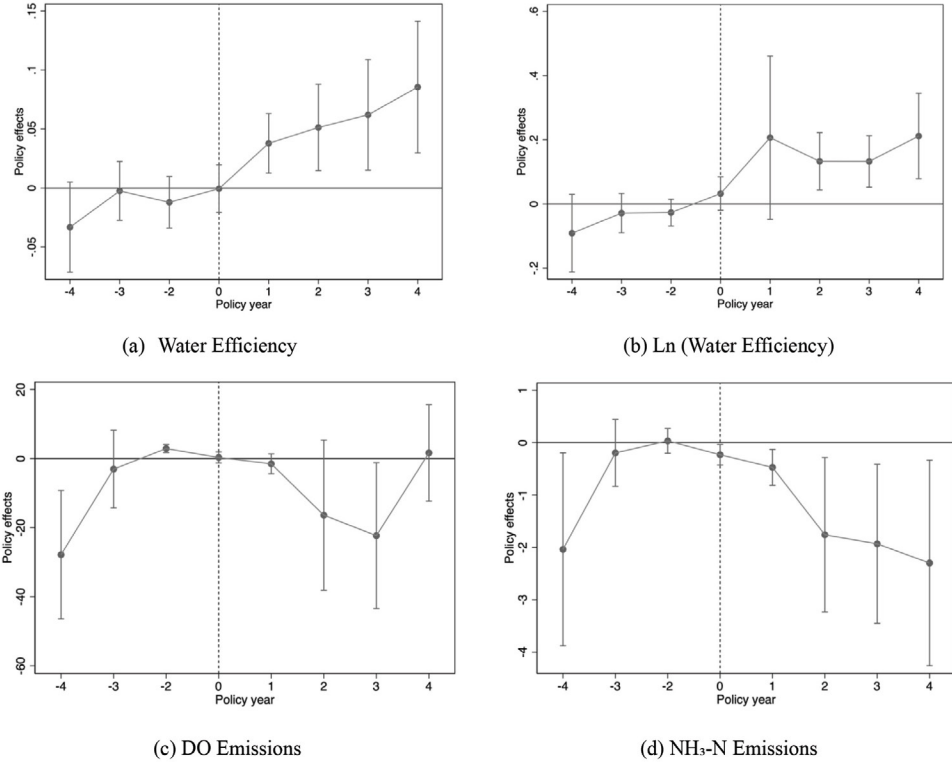 .15
.1
.05
0
-.05
Policy effects
-4 -3 -2 0 1 2 3 4
Policy year
(a) Water Efficiency
.6
.4
.2
0
-.2
Policy effects
-4 -3 -2 0 1 2 3 4
Policy year
(b) Ln (Water Efficiency)
20
0
-20
-40
-60
Policy effects
-4 -3 -2 0 1 2 3 4
Policy year
(c) DO Emissions
1
0
-1
-2
-3
-4
Policy effects
-4 -3 -2 0 1 2 3 4
Policy year
(d) NH₃-N Emissions